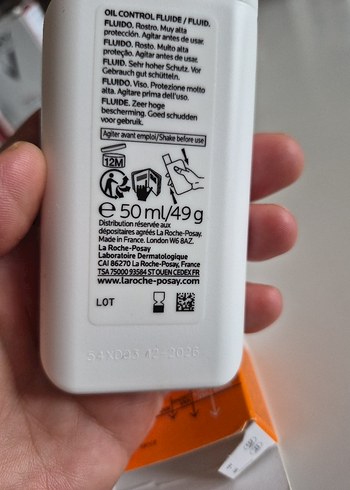 OIL CONTROL FLUIDE / FLUID.
FLUIDO. Rostro. Muy alta
protección. Agitar antes de usar.
FLUIDO. Rosto. Muito alta
proteção. Agitar antes de usar.
FLUID. Sehr hoher Schutz. Vor
Gebrauch gut schütteln.
FLUIDO. Viso. Protezione molto
alta. Agitare prima dell'uso.
FLUIDE. Zeer hoge
bescherming. Goed schudden
voor gebruik.
Agiter avant emploi/Shake before use
12M
e 50 ml/49 g
Distribution réservée aux
dépositaires agréés La Roche-Posay.
Made in France. London W6 8AZ.
La Roche-Posay
Laboratoire Dermatologique
CAI 86270 La Roche-Posay, France
TSA 75000 93584 ST OUEN CEDEX FR
www.laroche-posay.com
LOT